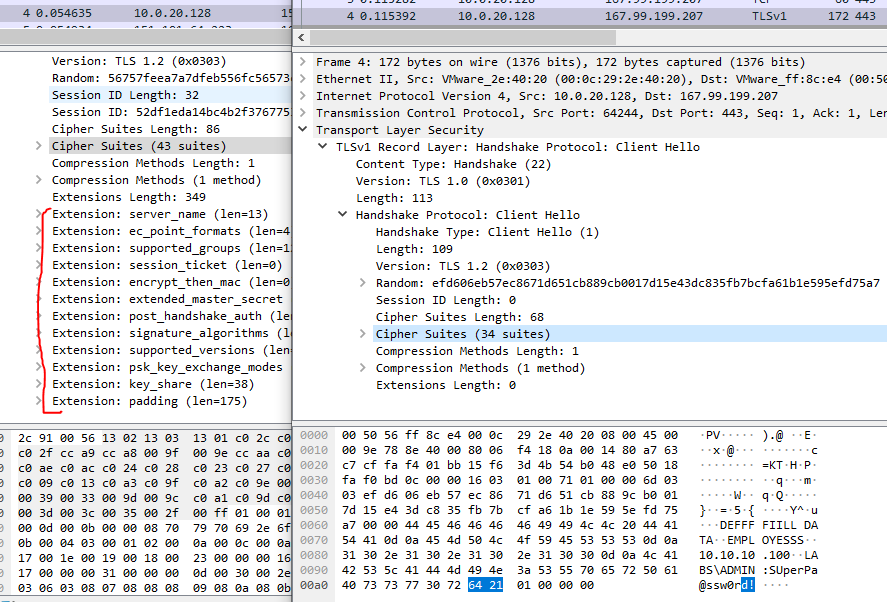 4 0.054635 10.0.20.128 15
Version: TLS 1.2 (0x0303)
Random: 56757feea7a7dfeb556fc56573
Session ID Length: 32
Session ID: 52df1eda14bc4b2f376775
Cipher Suites Length: 86
Cipher Suites (43 suites)
Compression Methods Length: 1
Compression Methods (1 method)
Extensions Length: 349
Extension: server_name (len=13)
Extension: ec_point_formats (len=4
Extension: supported_groups (len=1
Extension: session_ticket (len=0)
Extension: encrypt_then_mac (len=0
Extension: extended_master_secret
Extension: post_handshake_auth (len
Extension: signature_algorithms (l
Extension: supported_versions (len
Extension: psk_key_exchange_modes
Extension: key_share (len=38)
Extension: padding (len=175)
2c 91 00 56 13 02 13 03 13 01 c0 2c c0
c0 2f cc a9 cc a8 00 9f 00 9e cc aa c0
c0 ae c0 ac c0 24 c0 28 c0 23 c0 27 c0
c0 09 c0 13 c0 a3 c0 9f c0 a2 c0 9e 00
00 39 00 33 00 9d 00 9c c0 a1 c0 9d c0
00 3d 00 3c 00 35 00 2f 00 ff 01 00 01
00 0d 00 0b 00 00 08 70 79 70 69 2e 6f
0b 00 04 03 00 01 02 00 0a 00 0c 00 0a
17 00 1e 00 19 00 18 00 23 00 00 00 16
17 00 00 00 31 00 00 00 0d 00 30 00 2e
03 06 03 08 07 08 08 08 09 08 0a 08 0b
4 0.115392 10.0.20.128 167.99.199.207 TLSv1 172 443
Frame 4: 172 bytes on wire (1376 bits), 172 bytes captured (1376 bits)
Ethernet II, Src: VMware_2e:40:20 (00:0c:29:2e:40:20), Dst: VMware_ff:8c:e4 (00:50
Internet Protocol Version 4, Src: 10.0.20.128, Dst: 167.99.199.207
Transmission Control Protocol, Src Port: 64244, Dst Port: 443, Seq: 1, Ack: 1, Len
Transport Layer Security
TLSv1 Record Layer: Handshake Protocol: Client Hello
Content Type: Handshake (22)
Version: TLS 1.0 (0x0301)
Length: 113
Handshake Protocol: Client Hello
Handshake Type: Client Hello (1)
Length: 109
Version: TLS 1.2 (0x0303)
Random: efd606eb57ec8671d651cb889cb0017d15e43dc835fb7bcfa61b1e595efd75a7
Session ID Length: 0
Cipher Suites Length: 68
Cipher Suites (34 suites)
Compression Methods Length: 1
Compression Methods (1 method)
Extensions Length: 0
0000 00 50 56 ff 8c e4 00 0c 29 2e 40 20 08 00 45 00 ·PV····· ).@ ··E·
0010 00 9e 78 8e 40 00 80 06 f4 18 0a 00 14 80 a7 63 ··x·@··· ·······c
0020 c7 cf fa f4 01 bb 15 f6 3d 4b 54 b0 48 e0 50 18 ········ =KT·H·P·
0030 fa f0 bd 0c 00 00 16 03 01 00 71 01 00 00 6d 03 ········ ··q···m·
0040 03 ef d6 06 eb 57 ec 86 71 d6 51 cb 88 9c b0 01 ·····W·· q·Q·····
0050 7d 15 e4 3d c8 35 fb 7b cf a6 1b 1e 59 5e fd 75 }··=·5·{ ····Y^·u
0060 a7 00 00 44 45 46 46 46 46 49 49 4c 4c 20 44 41 ···DEFFF FIILL DA
0070 54 41 0d 0a 45 4d 50 4c 4f 59 45 53 53 53 0d 0a TA··EMPL OYESSS··
0080 31 30 2e 31 30 2e 31 30 2e 31 30 30 0d 0a 4c 41 10.10.10 .100··LA
0090 42 53 5c 41 44 4d 49 4e 3a 53 55 70 65 72 50 61 BS\ADMIN :SUperPa
00a0 40 73 73 77 30 72 64 21 01 00 00 00 @ssw0rd! ····